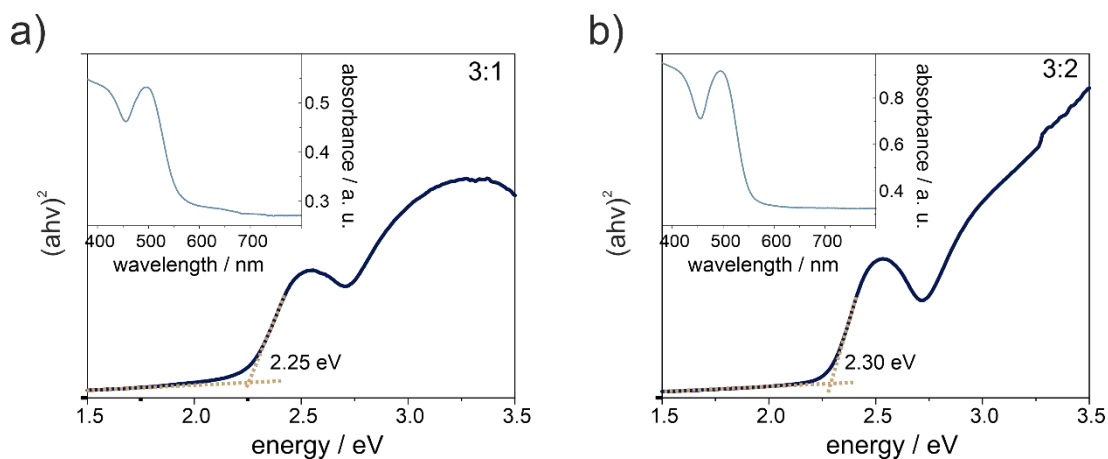 a)
3:1
0.5
0.4
0.3
absorbance / a. u.
400 500 600 700
wavelength / nm
(ahv)²
2.25 eV
1.5 2.0 2.5 3.0 3.5
energy / eV
b)
3:2
0.8
0.6
0.4
absorbance / a. u.
400 500 600 700
wavelength / nm
(ahv)²
2.30 eV
1.5 2.0 2.5 3.0 3.5
energy / eV